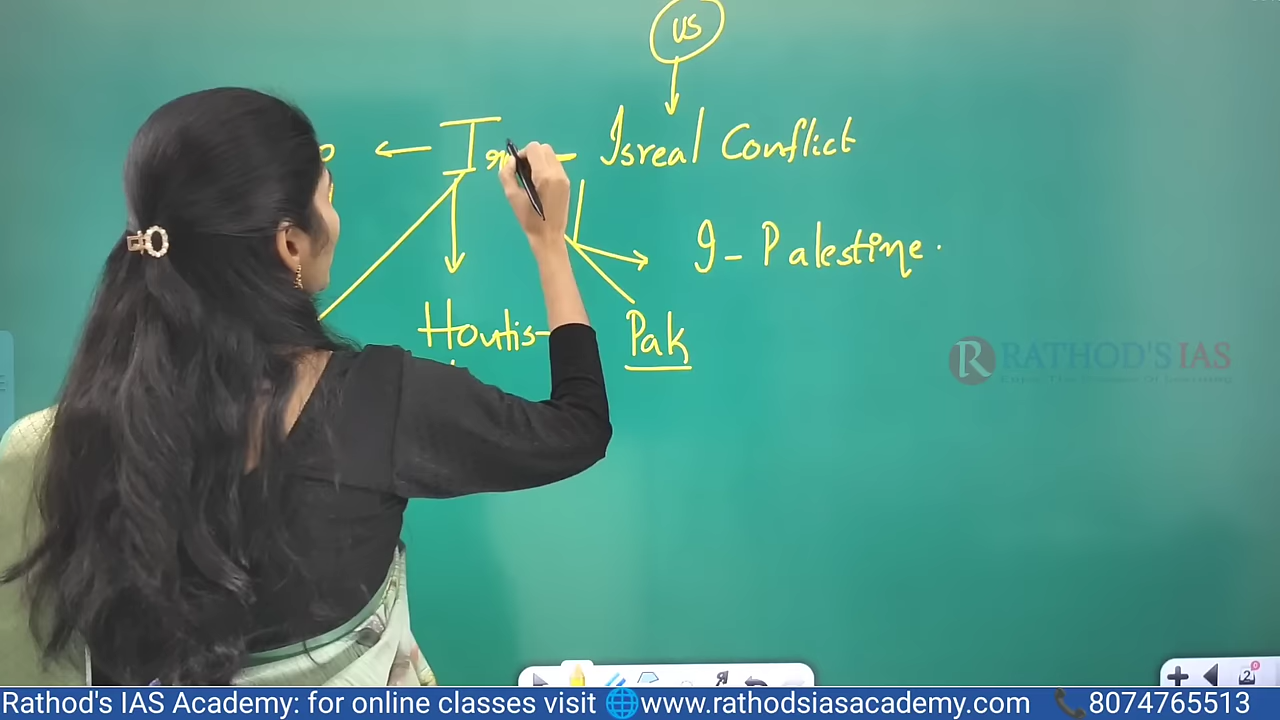 US
Isreal Conflict
I - Palestine.
Houtis-
Pak
RATHOD'S IAS
Rathod's IAS Academy: for online classes visit www.rathodsiasacademy.com 8074765513
2